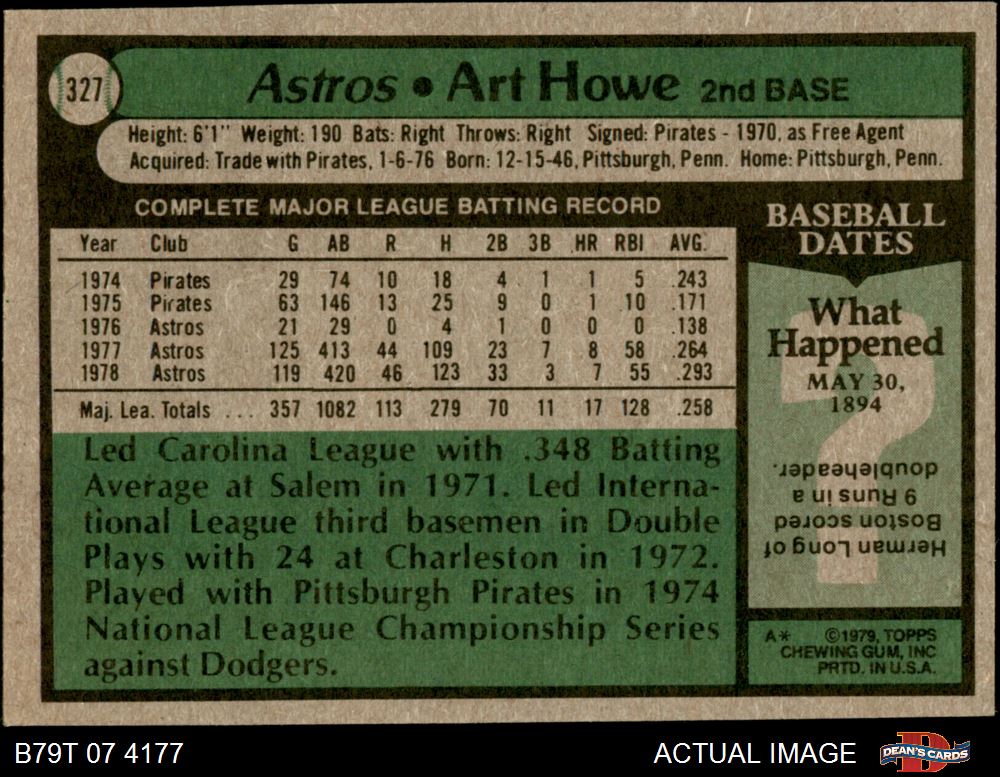 327
Astros • Art Howe 2nd BASE
Height: 6'1" Weight: 190 Bats: Right Throws: Right Signed: Pirates - 1970, as Free Agent
Acquired: Trade with Pirates, 1-6-76 Born: 12-15-46, Pittsburgh, Penn. Home: Pittsburgh, Penn.
COMPLETE MAJOR LEAGUE BATTING RECORD
Year Club G AB R H 2B 3B HR RBI AVG.
1974 Pirates 29 74 10 18 4 1 1 5 .243
1975 Pirates 63 146 13 25 9 0 1 10 .171
1976 Astros 21 29 0 4 1 0 0 0 .138
1977 Astros 125 413 44 109 23 7 8 58 .264
1978 Astros 119 420 46 123 33 3 7 55 .293
Maj. Lea. Totals ... 357 1082 113 279 70 11 17 128 .258
Led Carolina League with .348 Batting
Average at Salem in 1971. Led Interna-
tional League third basemen in Double
Plays with 24 at Charleston in 1972.
Played with Pittsburgh Pirates in 1974
National League Championship Series
against Dodgers.
BASEBALL
DATES
?
What
Happened
MAY 30,
1894
Herman Long of
Boston scored
9 Runs in a
doubleheader.
A* ©1979, TOPPS
CHEWING GUM, INC
PRTD. IN U.S.A.
B79T 07 4177
ACTUAL IMAGE
D
DEAN'S CARDS